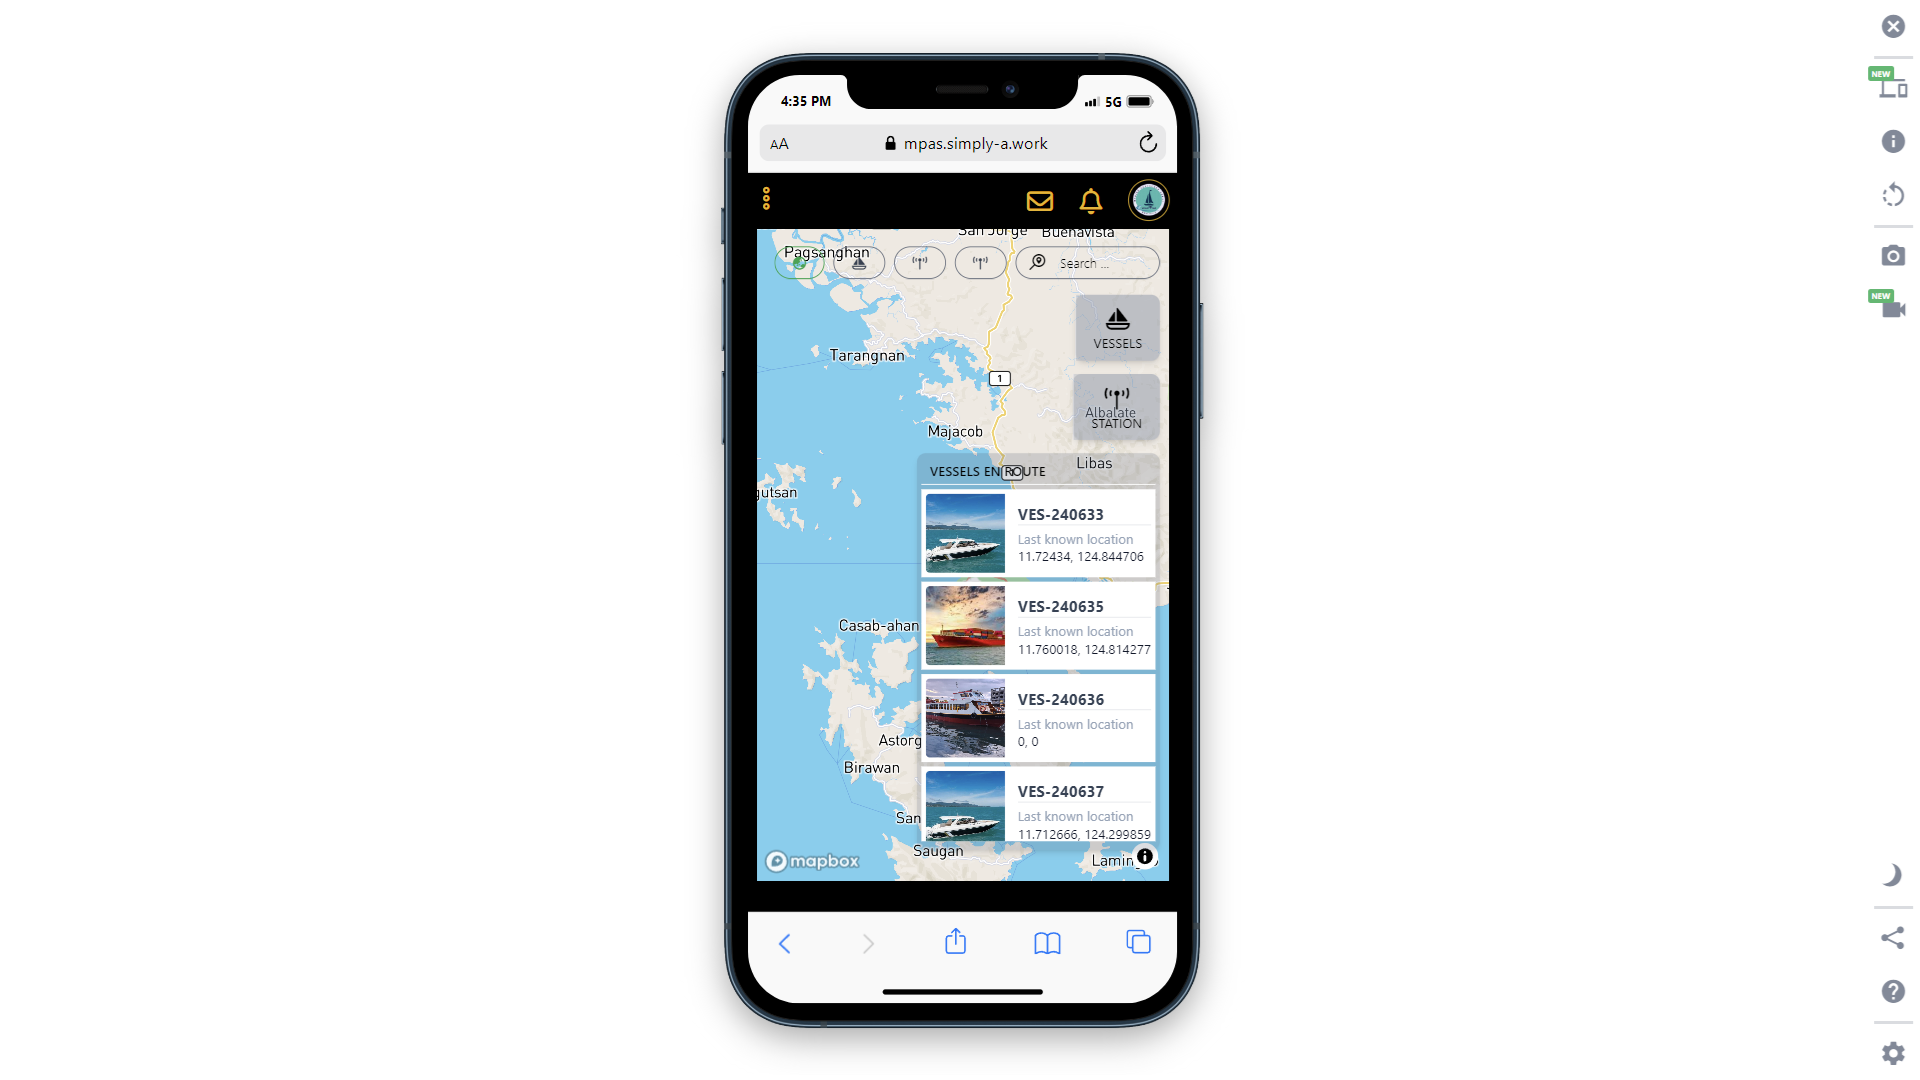 4:35 PM
5G
AA
mpas.simply-a.work
San Jorge
Buenavista
Pagsanghan
Search ...
VESSELS
Tarangnan
1
Albalate
STATION
Majacob
Libas
VESSELS EN ROUTE
VES-240633
Last known location
11.72434, 124.844706
VES-240635
Last known location
11.760018, 124.814277
Casab-ahan
VES-240636
Last known location
0, 0
Birawan
VES-240637
Last known location
11.712666, 124.299859
San
Saugan
mapbox
NEW
NEW